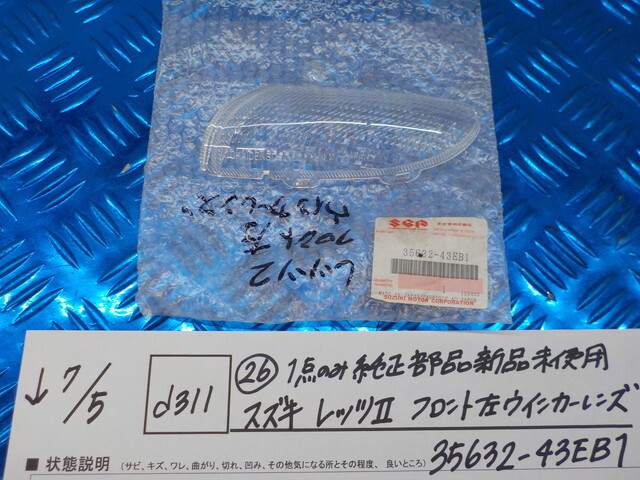 ウインカーレンズ
フロント左
レッツ2
SUZUKI
35632-43EB1
SUZUKI MOTOR CORPORATION
↓7/5
d311
㉖ 1点のみ 純正部品新品未使用
スズキ レッツⅡ フロント左ウインカーレンズ
35632-43EB1
■ 状態説明 (サビ、キズ、ワレ、曲がり、切れ、凹み、その他気になる所とその程度、良いところ)